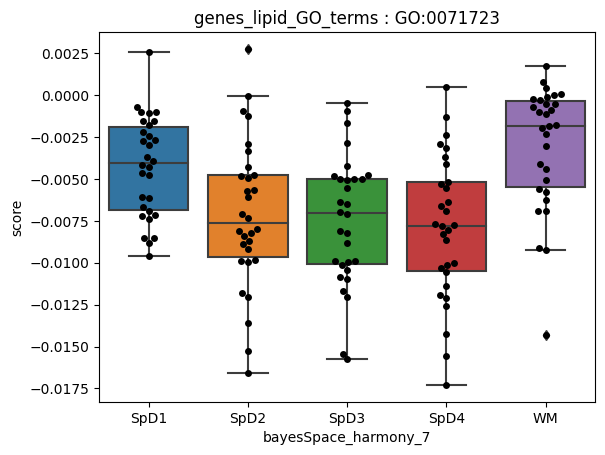 genes_lipid_GO_terms : GO:0071723
score
0.0025
0.0000
−0.0025
−0.0050
−0.0075
−0.0100
−0.0125
−0.0150
−0.0175
SpD1 SpD2 SpD3 SpD4 WM
bayesSpace_harmony_7